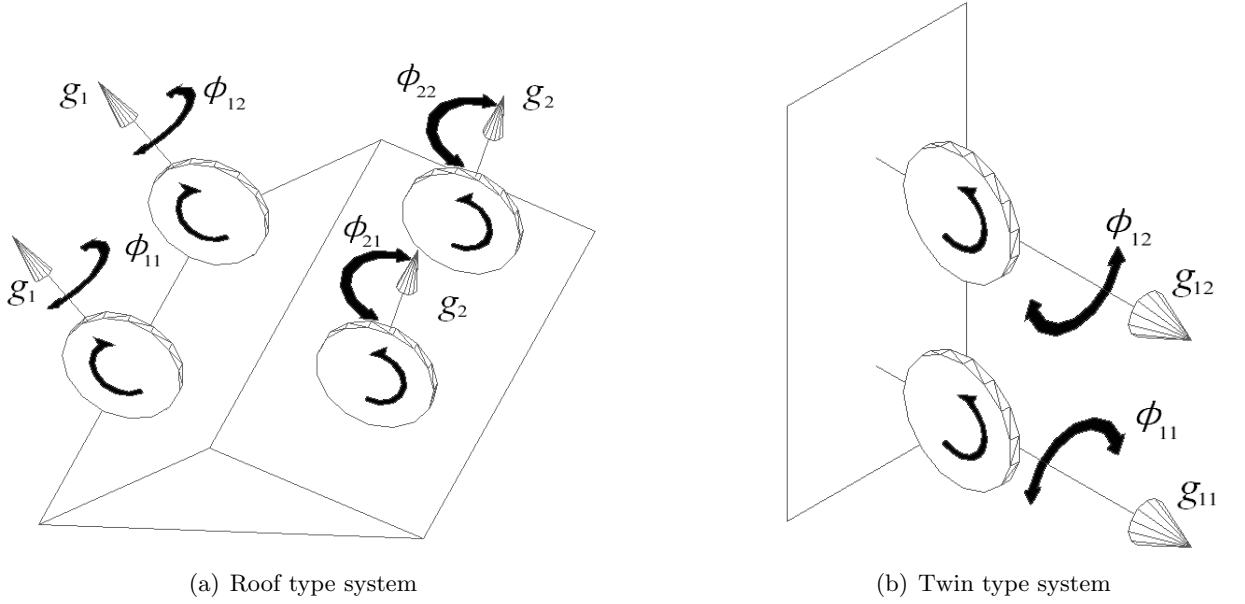 g₁ ϕ₁₂
ϕ₂₂ g₂
g₁ ϕ₁₁
ϕ₂₁ g₂
(a) Roof type system
ϕ₁₂
g₁₂
ϕ₁₁
g₁₁
(b) Twin type system